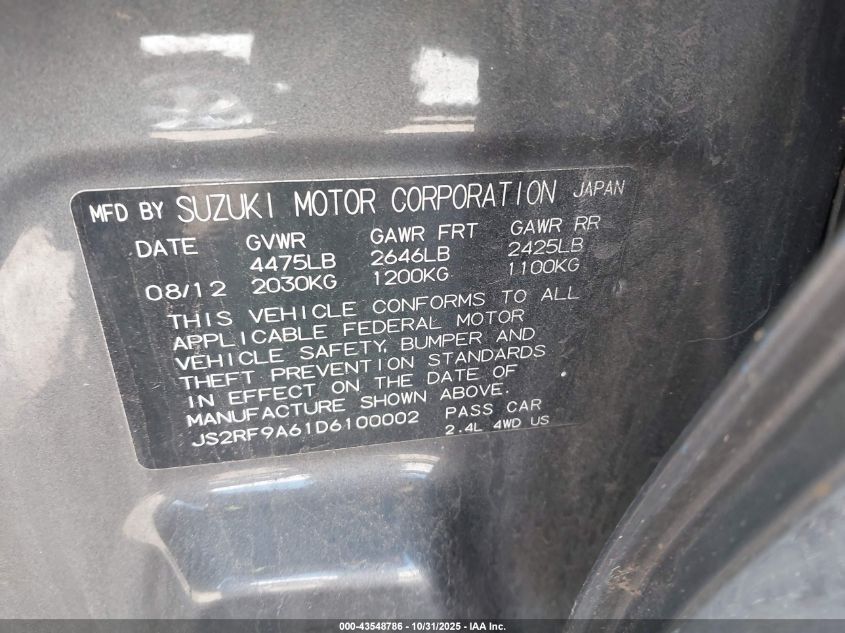 MFD BY SUZUKI MOTOR CORPORATION JAPAN
DATE GVWR GAWR FRT GAWR RR
4475LB 2646LB 2425LB
08/12 2030KG 1200KG 1100KG
THIS VEHICLE CONFORMS TO ALL
APPLICABLE FEDERAL MOTOR
VEHICLE SAFETY, BUMPER AND
THEFT PREVENTION STANDARDS
IN EFFECT ON THE DATE OF
MANUFACTURE SHOWN ABOVE.
JS2RF9A61D6100002 PASS CAR
2.4L 4WD US
000-43548786 - 10/31/2025 - IAA Inc.